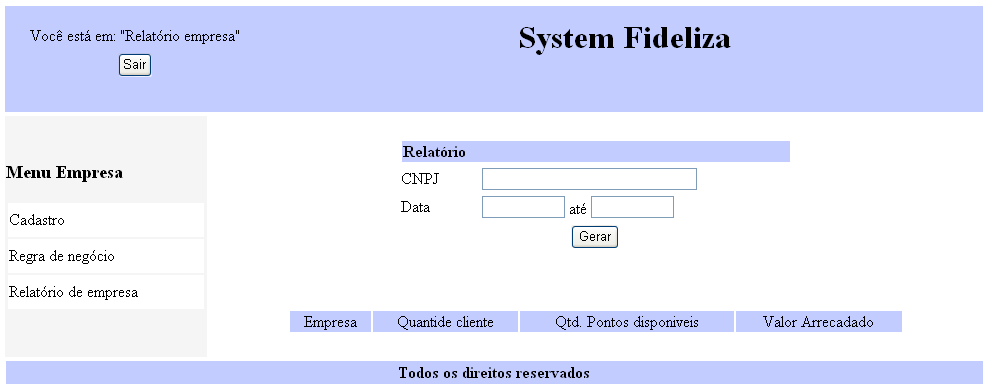 Você está em: "Relatório empresa"
Sair
System Fideliza
Menu Empresa
Cadastro
Regra de negócio
Relatório de empresa
Relatório
CNPJ
Data até
Gerar
Empresa Quantide cliente Qtd. Pontos disponiveis Valor Arrecadado
Todos os direitos reservados